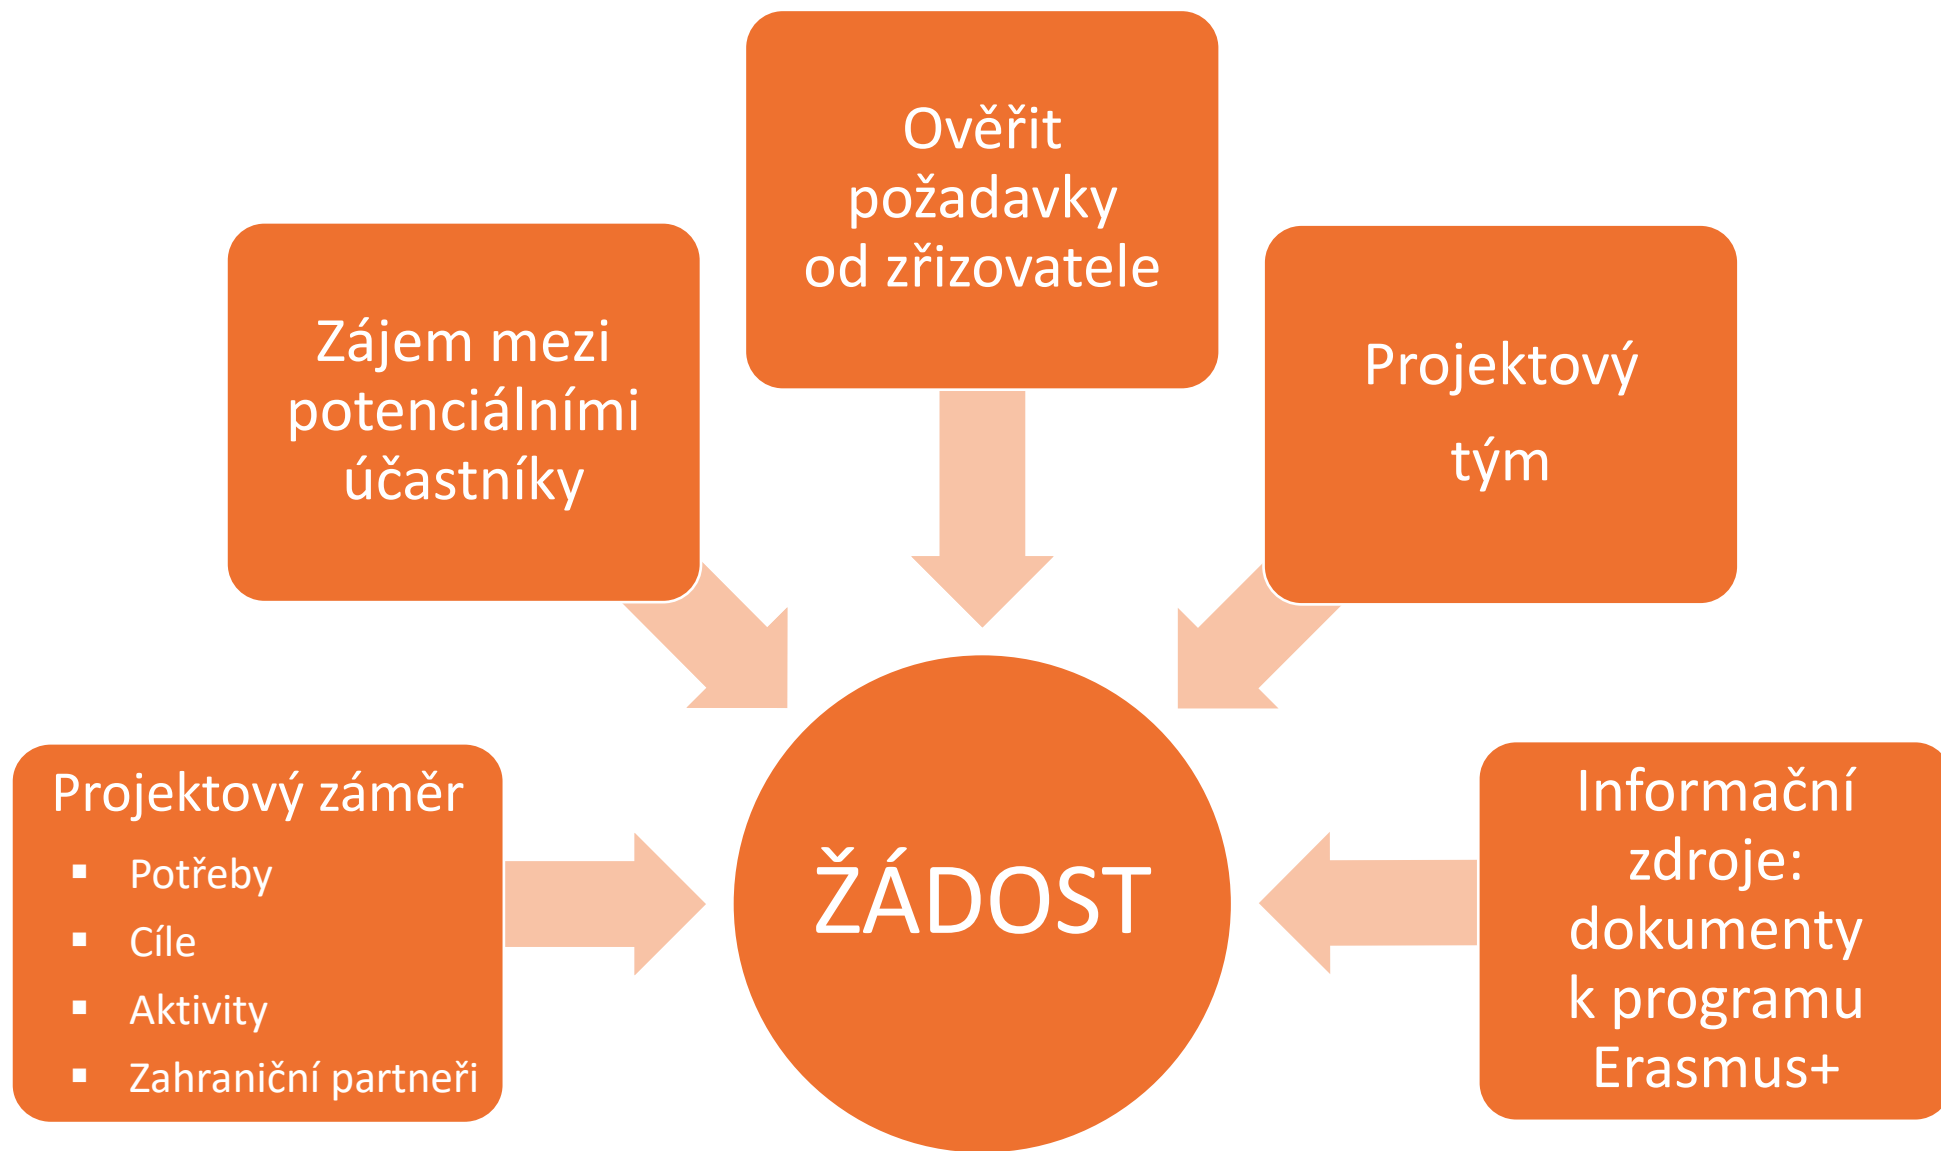 Ověřit
požadavky
od zřizovatele
Zájem mezi
potenciálními
účastníky
Projektový
tým
Projektový záměr
▪ Potřeby
▪ Cíle
▪ Aktivity
▪ Zahraniční partneři
ŽÁDOST
Informační
zdroje:
dokumenty
k programu
Erasmus+